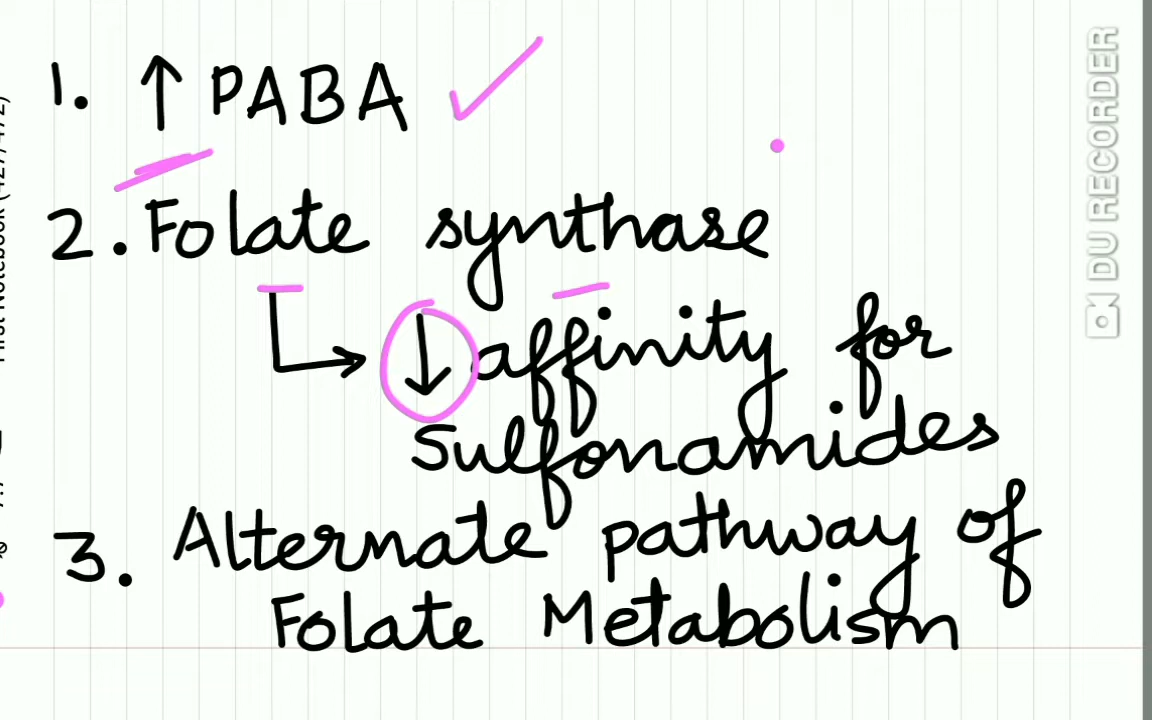 1. ↑ PABA ✓
2. Folate synthase
↓ affinity for
sulfonamides
3. Alternate pathway of
Folate Metabolism
DU RECORDER